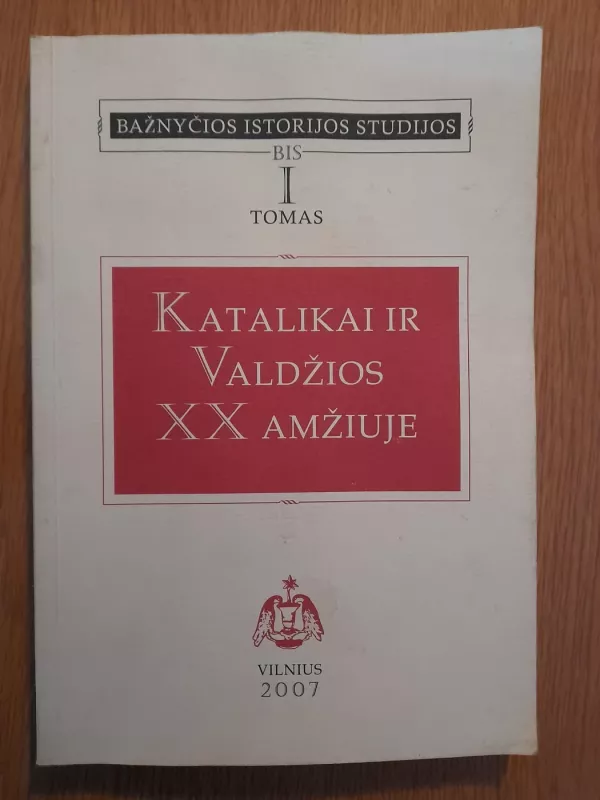 BAŽNYČIOS ISTORIJOS STUDIJOS
BIS
I
TOMAS
KATALIKAI IR
VALDŽIOS
XX AMŽIUJE
VILNIUS
2007